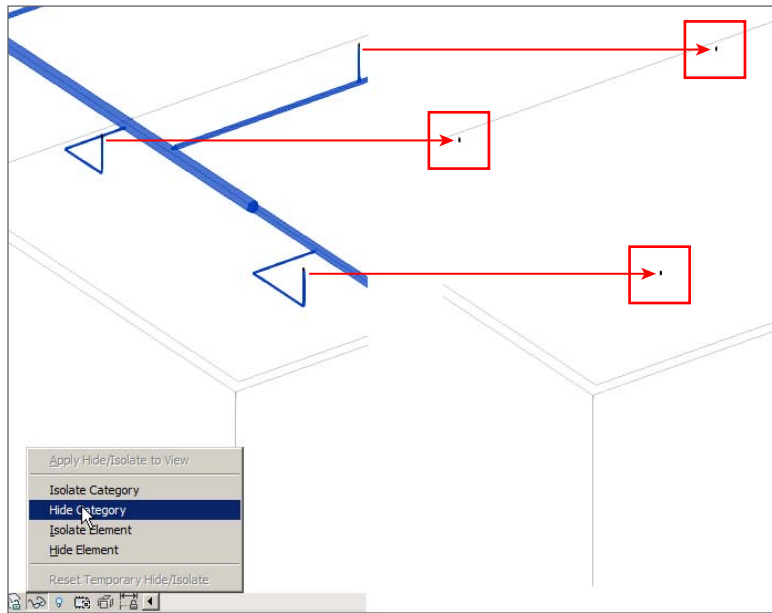 Apply Hide/Isolate to View
Isolate Category
Hide Category
Isolate Element
Hide Element
Reset Temporary Hide/Isolate